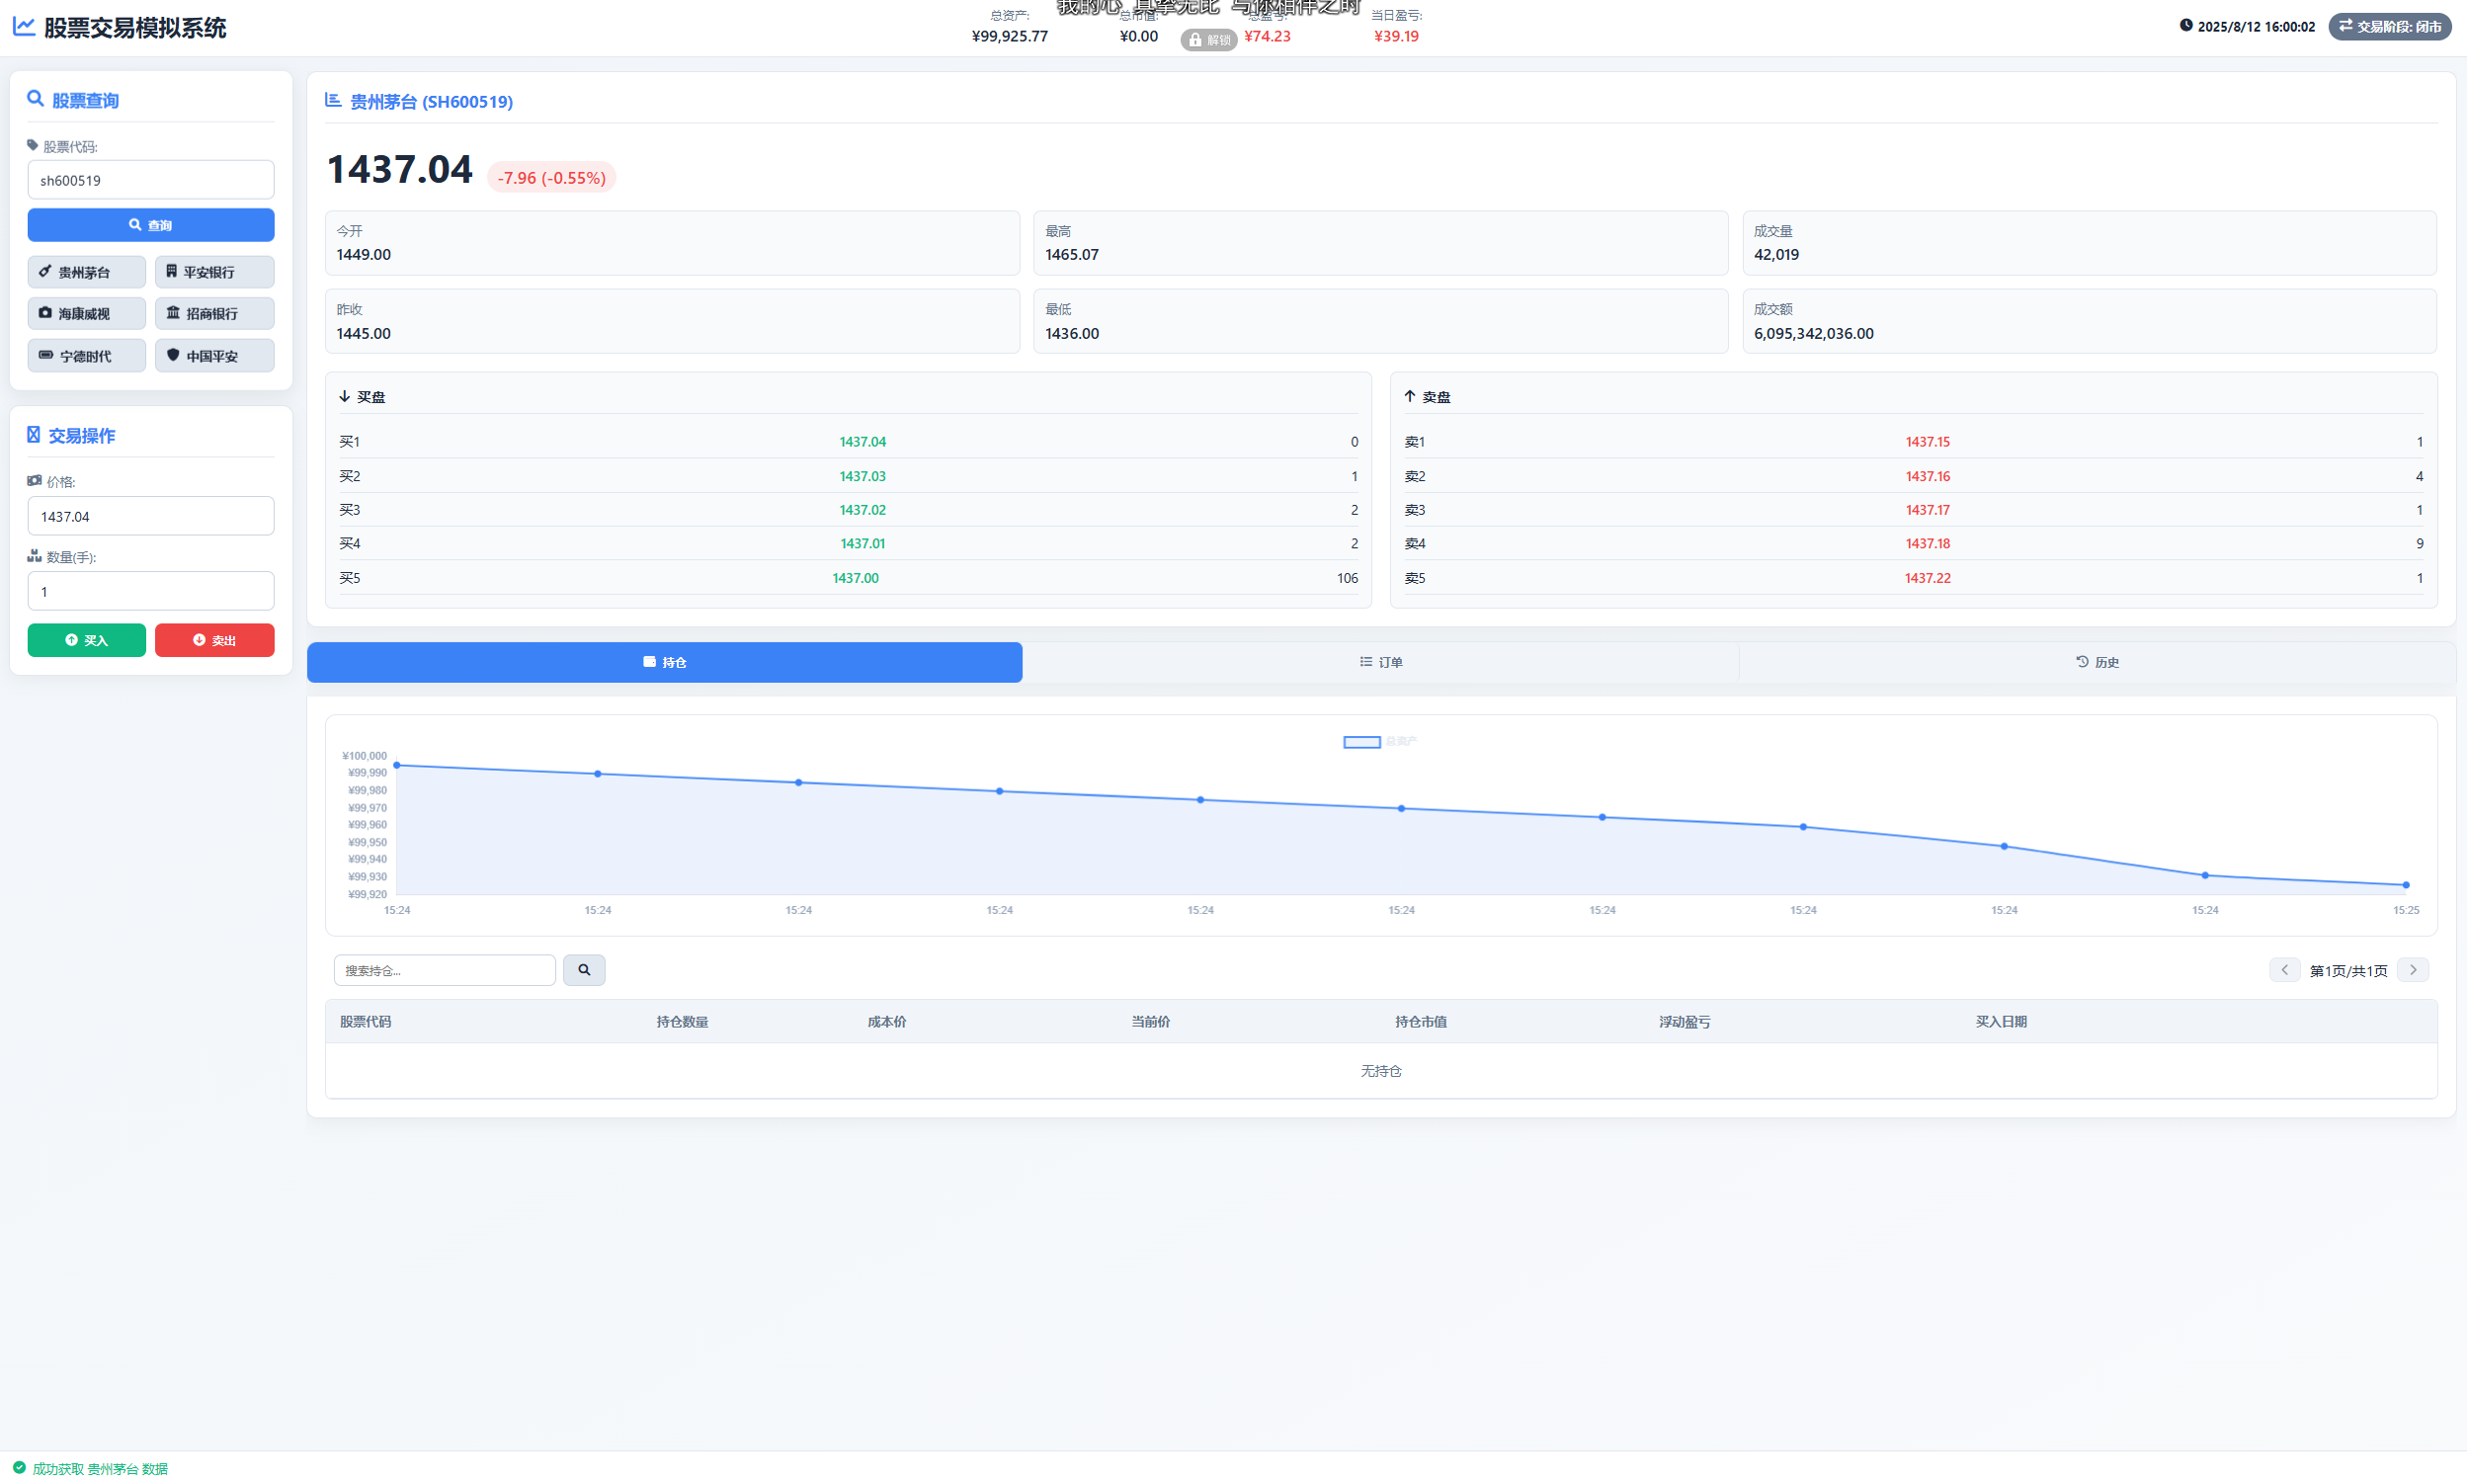 股票交易模拟系统
总资产:
¥99,925.77
总市值:
¥0.00
我的心 真挚无比 与你相伴之时
解锁
总盈亏:
¥74.23
当日盈亏:
¥39.19
2025/8/12 16:00:02
交易阶段: 闭市
股票查询
股票代码:
sh600519
查询
贵州茅台
平安银行
海康威视
招商银行
宁德时代
中国平安
交易操作
价格:
1437.04
数量(手):
1
买入
卖出
贵州茅台 (SH600519)
1437.04
-7.96 (-0.55%)
今开
1449.00
最高
1465.07
成交量
42,019
昨收
1445.00
最低
1436.00
成交额
6,095,342,036.00
买盘
买1 1437.04 0
买2 1437.03 1
买3 1437.02 2
买4 1437.01 2
买5 1437.00 106
卖盘
卖1 1437.15 1
卖2 1437.16 4
卖3 1437.17 1
卖4 1437.18 9
卖5 1437.22 1
持仓
订单
历史
总资产
¥100,000
¥99,990
¥99,980
¥99,970
¥99,960
¥99,950
¥99,940
¥99,930
¥99,920
15:24 15:24 15:24 15:24 15:24 15:24 15:24 15:24 15:24 15:24 15:25
搜索持仓...
第1页/共1页
股票代码 持仓数量 成本价 当前价 持仓市值 浮动盈亏 买入日期
无持仓
成功获取 贵州茅台 数据